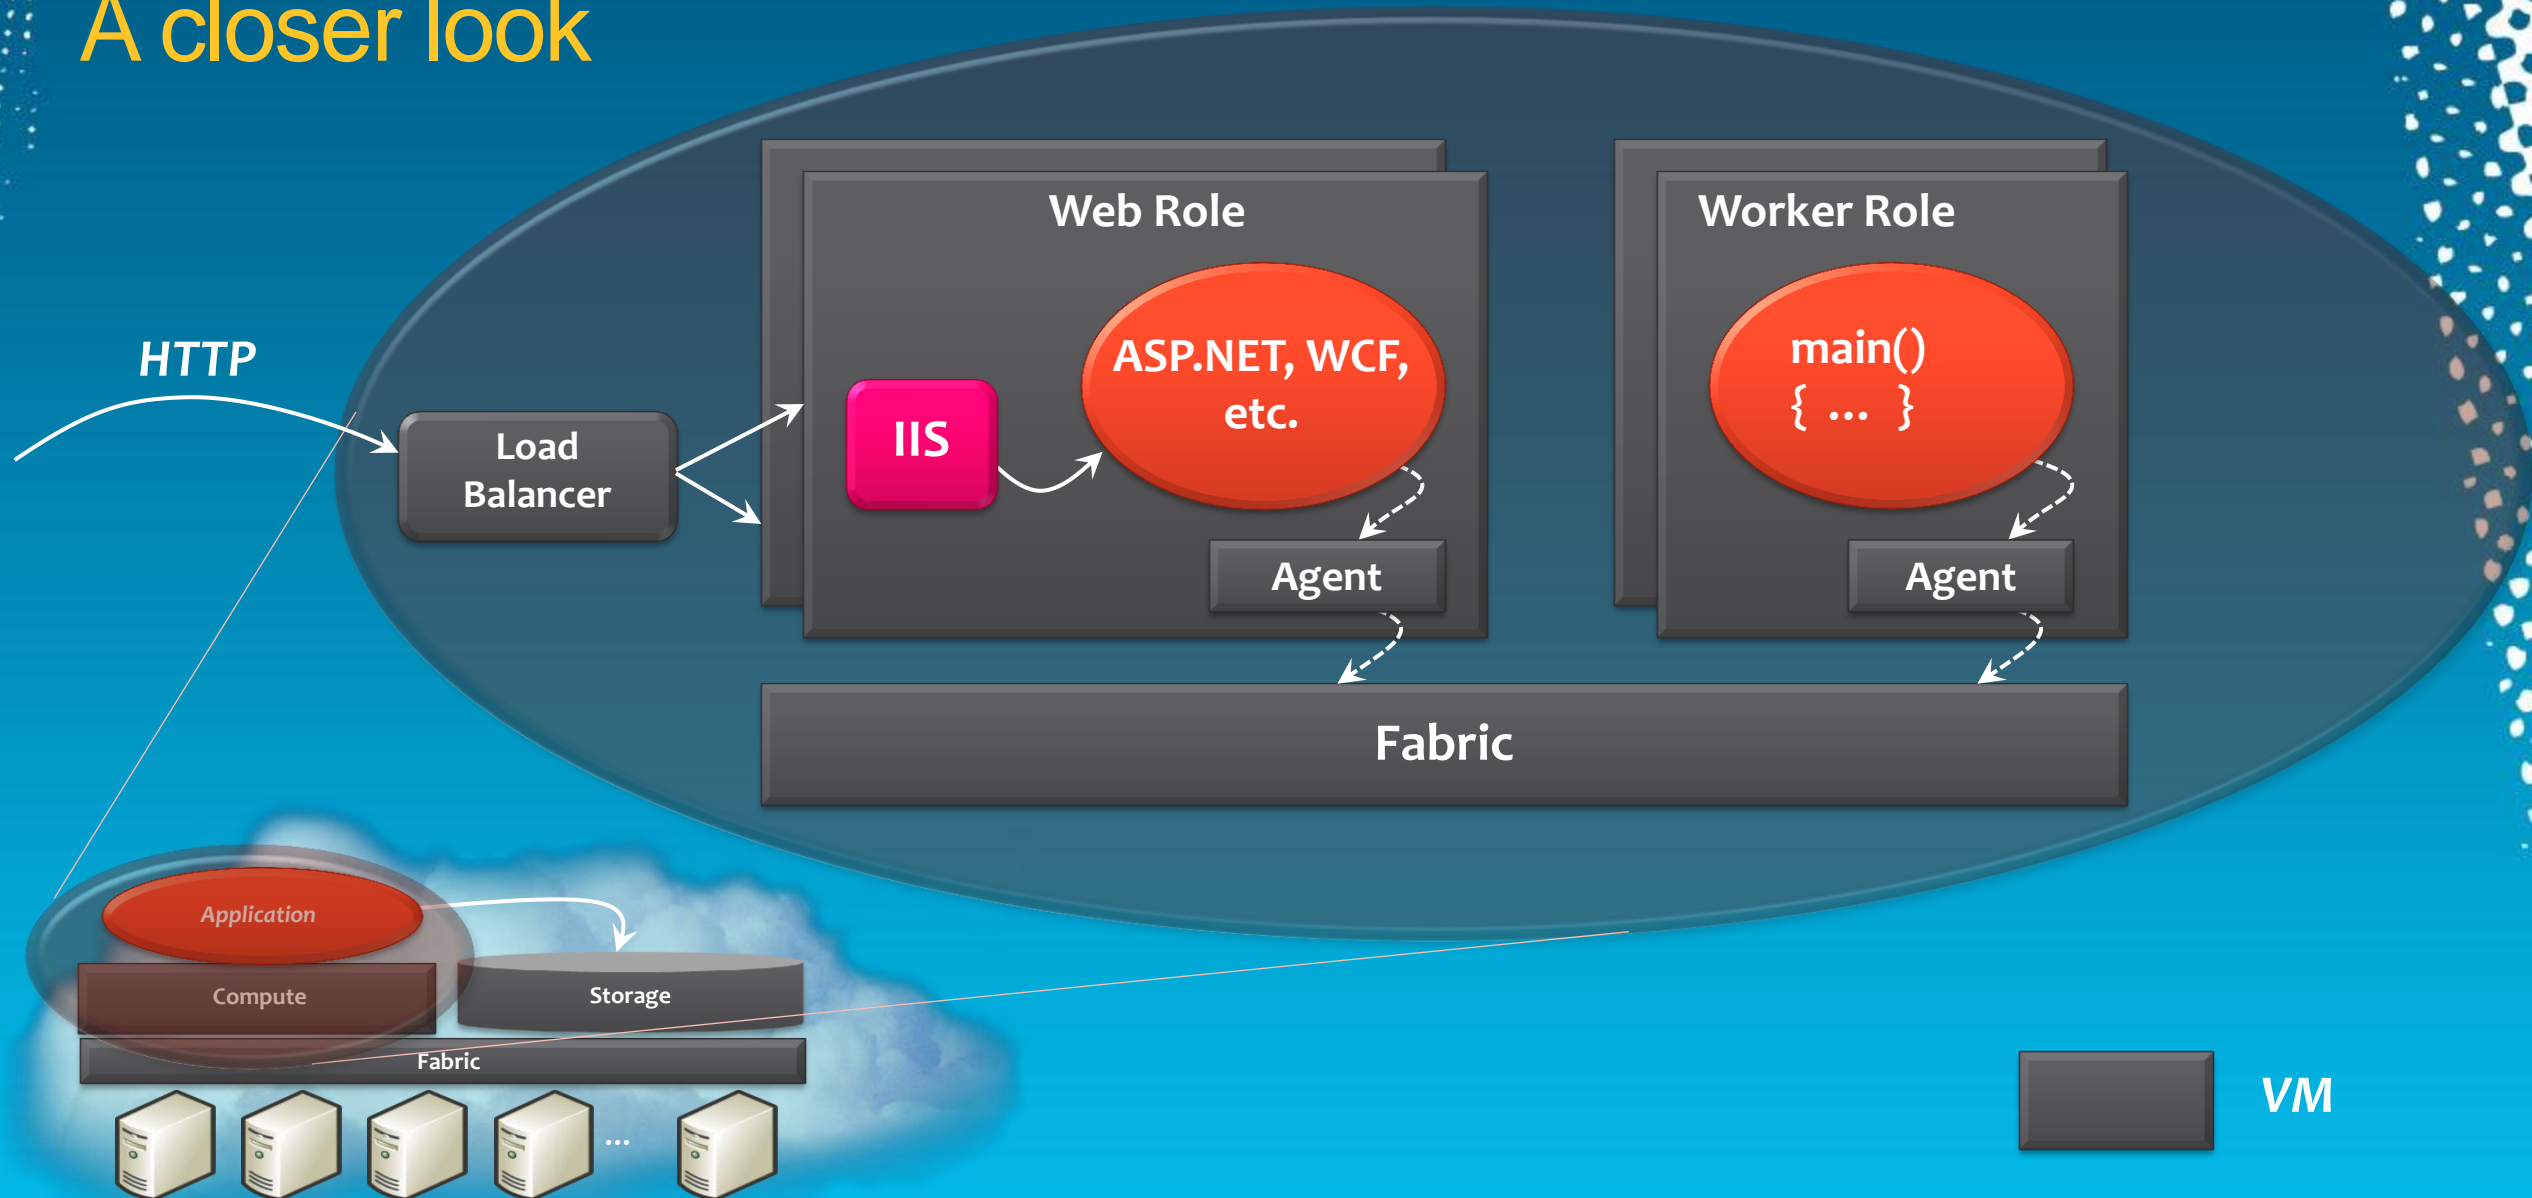 A closer look
Web Role
Worker Role
HTTP
ASP.NET, WCF,
etc.
main()
{ ... }
IIS
Load
Balancer
Agent
Agent
Fabric
Application
Compute
Storage
Fabric
...
VM